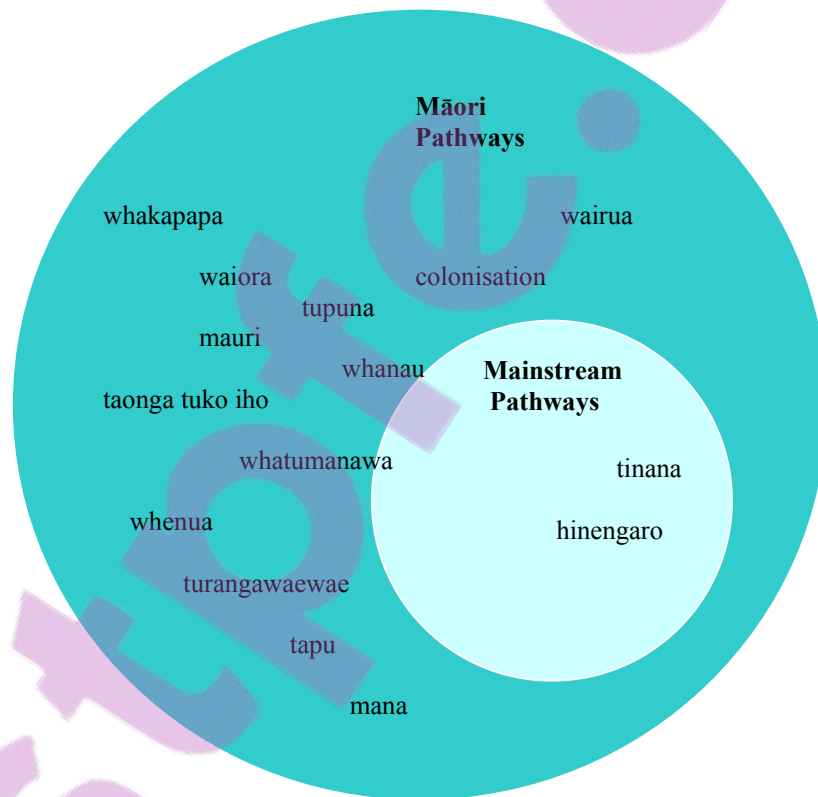 Māori
Pathways
whakapapa
wairua
waiora
colonisation
tupuna
mauri
whanau
Mainstream
Pathways
taonga tuko iho
whatumanawa
tinana
whenua
hinengaro
turangawaewae
tapu
mana